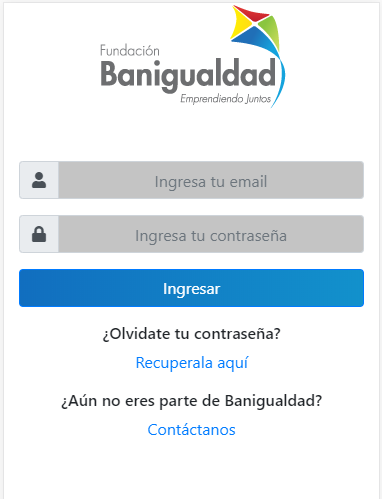 Fundación
Banigualdad
Emprendiendo Juntos
Ingresa tu email
Ingresa tu contraseña
Ingresar
¿Olvidate tu contraseña?
Recuperala aquí
¿Aún no eres parte de Banigualdad?
Contáctanos